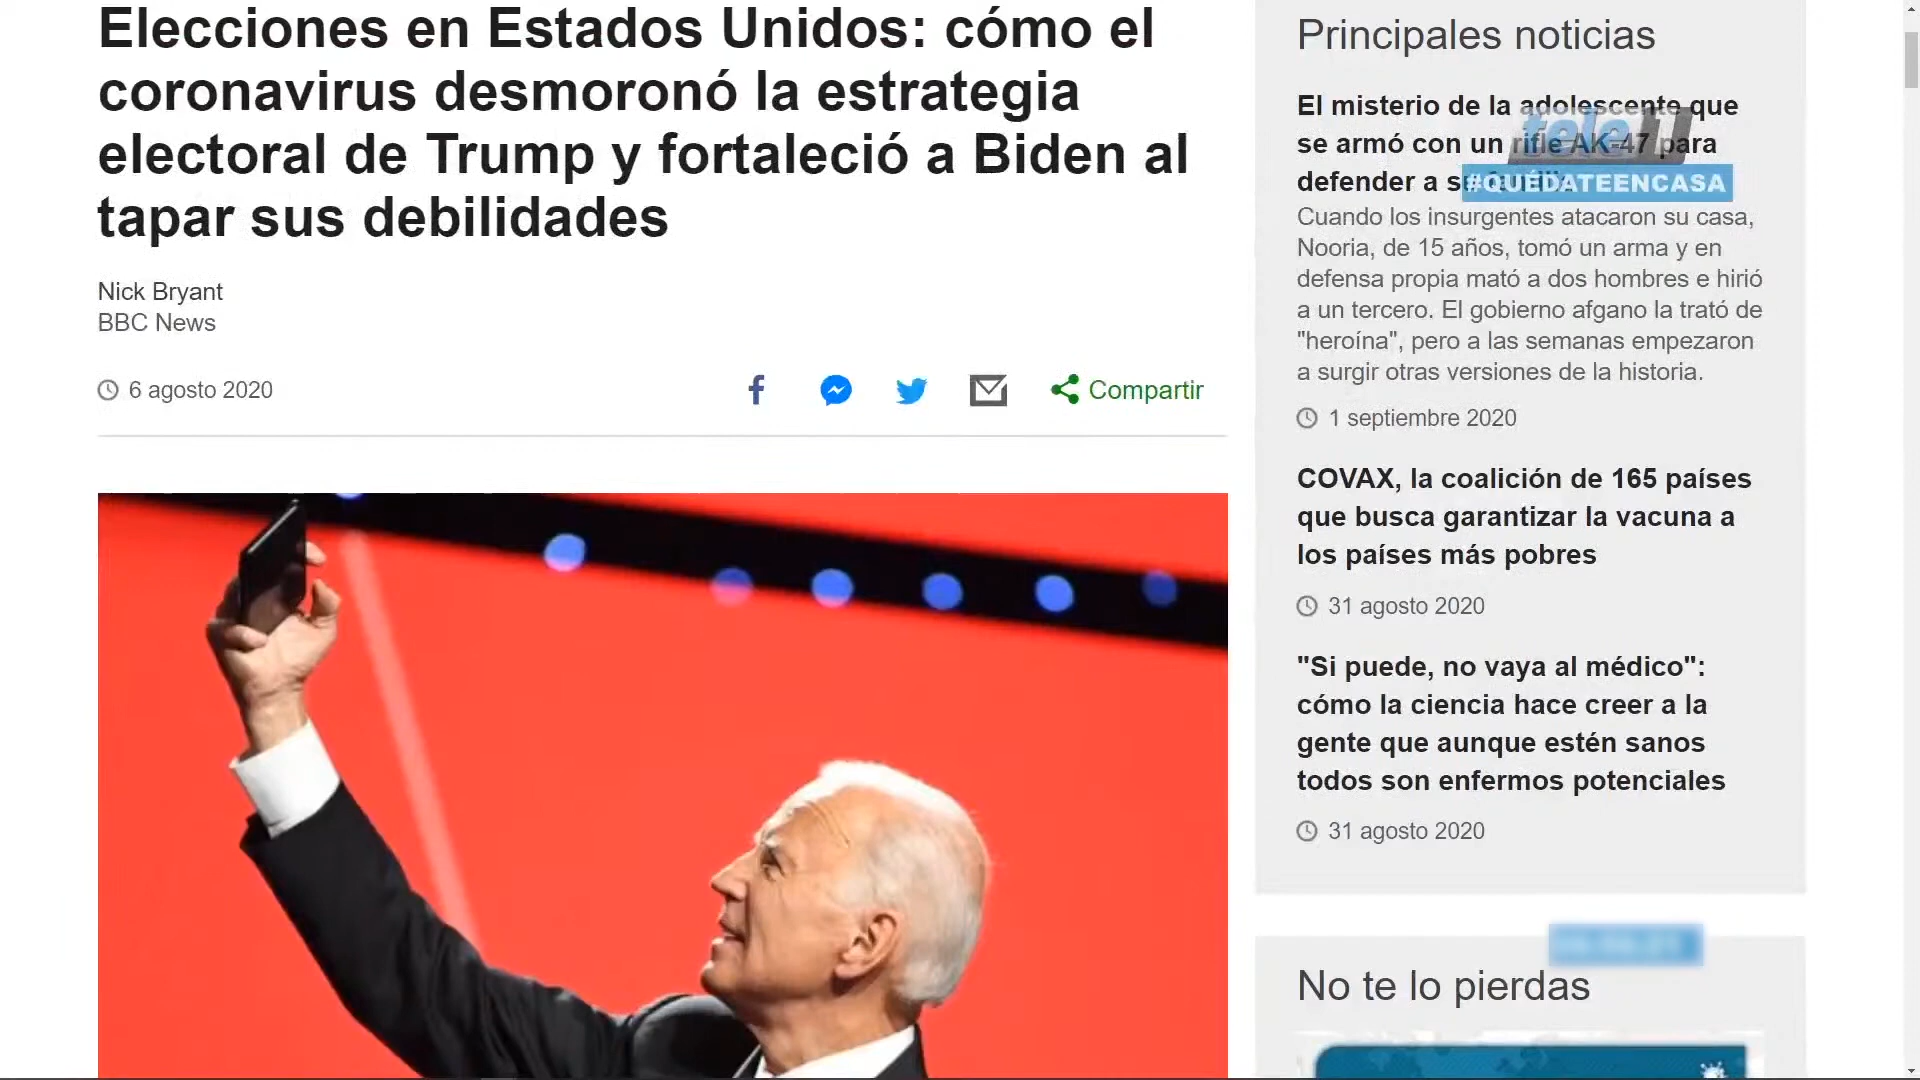 Elecciones en Estados Unidos: cómo el
coronavirus desmoronó la estrategia
electoral de Trump y fortaleció a Biden al
tapar sus debilidades
Nick Bryant
BBC News
6 agosto 2020
Compartir
Principales noticias
El misterio de la adolescente que
se armó con un rifle AK-47 para
defender a su
tele 1
#QUÉDATEENCASA
Cuando los insurgentes atacaron su casa,
Nooria, de 15 años, tomó un arma y en
defensa propia mató a dos hombres e hirió
a un tercero. El gobierno afgano la trató de
"heroína", pero a las semanas empezaron
a surgir otras versiones de la historia.
1 septiembre 2020
COVAX, la coalición de 165 países
que busca garantizar la vacuna a
los países más pobres
31 agosto 2020
"Si puede, no vaya al médico":
cómo la ciencia hace creer a la
gente que aunque estén sanos
todos son enfermos potenciales
31 agosto 2020
No te lo pierdas